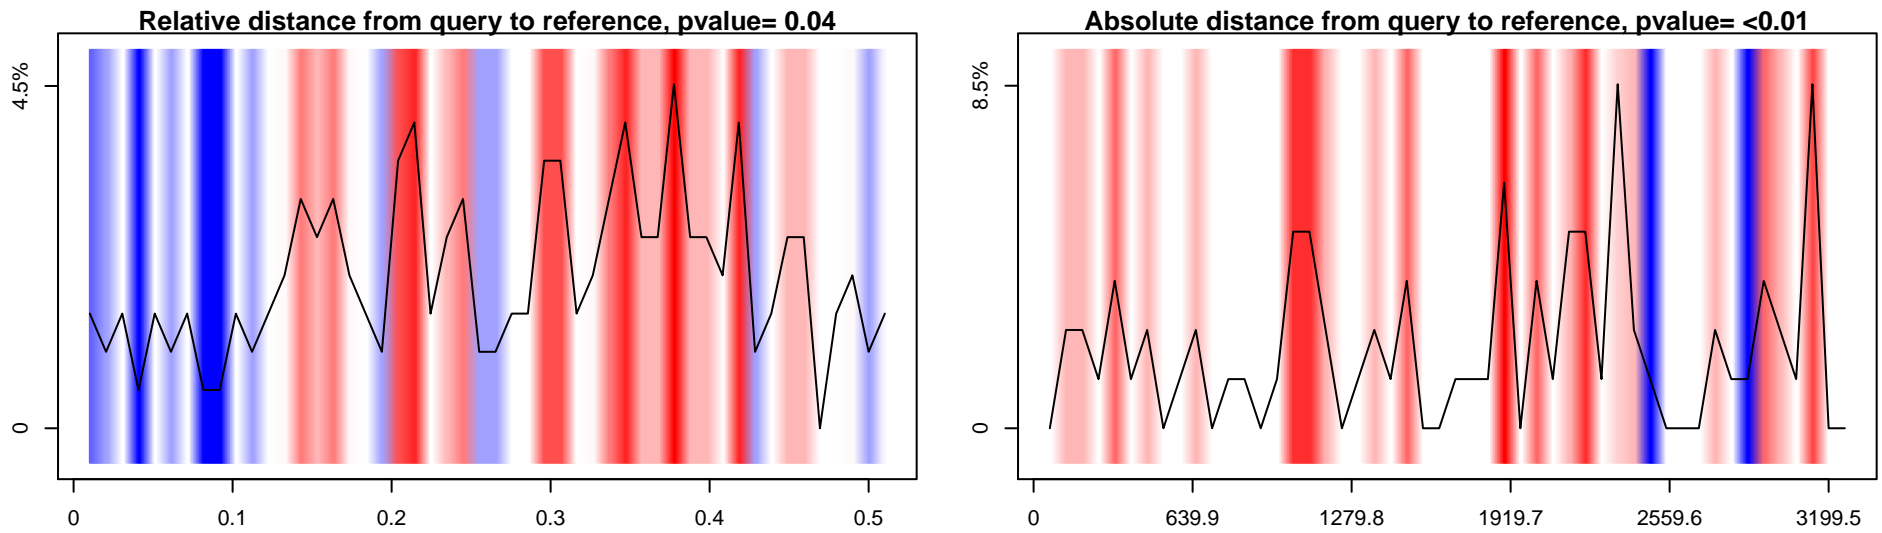 Relative distance from query to reference, pvalue= 0.04
4.5%
0
0 0.1 0.2 0.3 0.4 0.5
Absolute distance from query to reference, pvalue= <0.01
8.5%
0
0 639.9 1279.8 1919.7 2559.6 3199.5